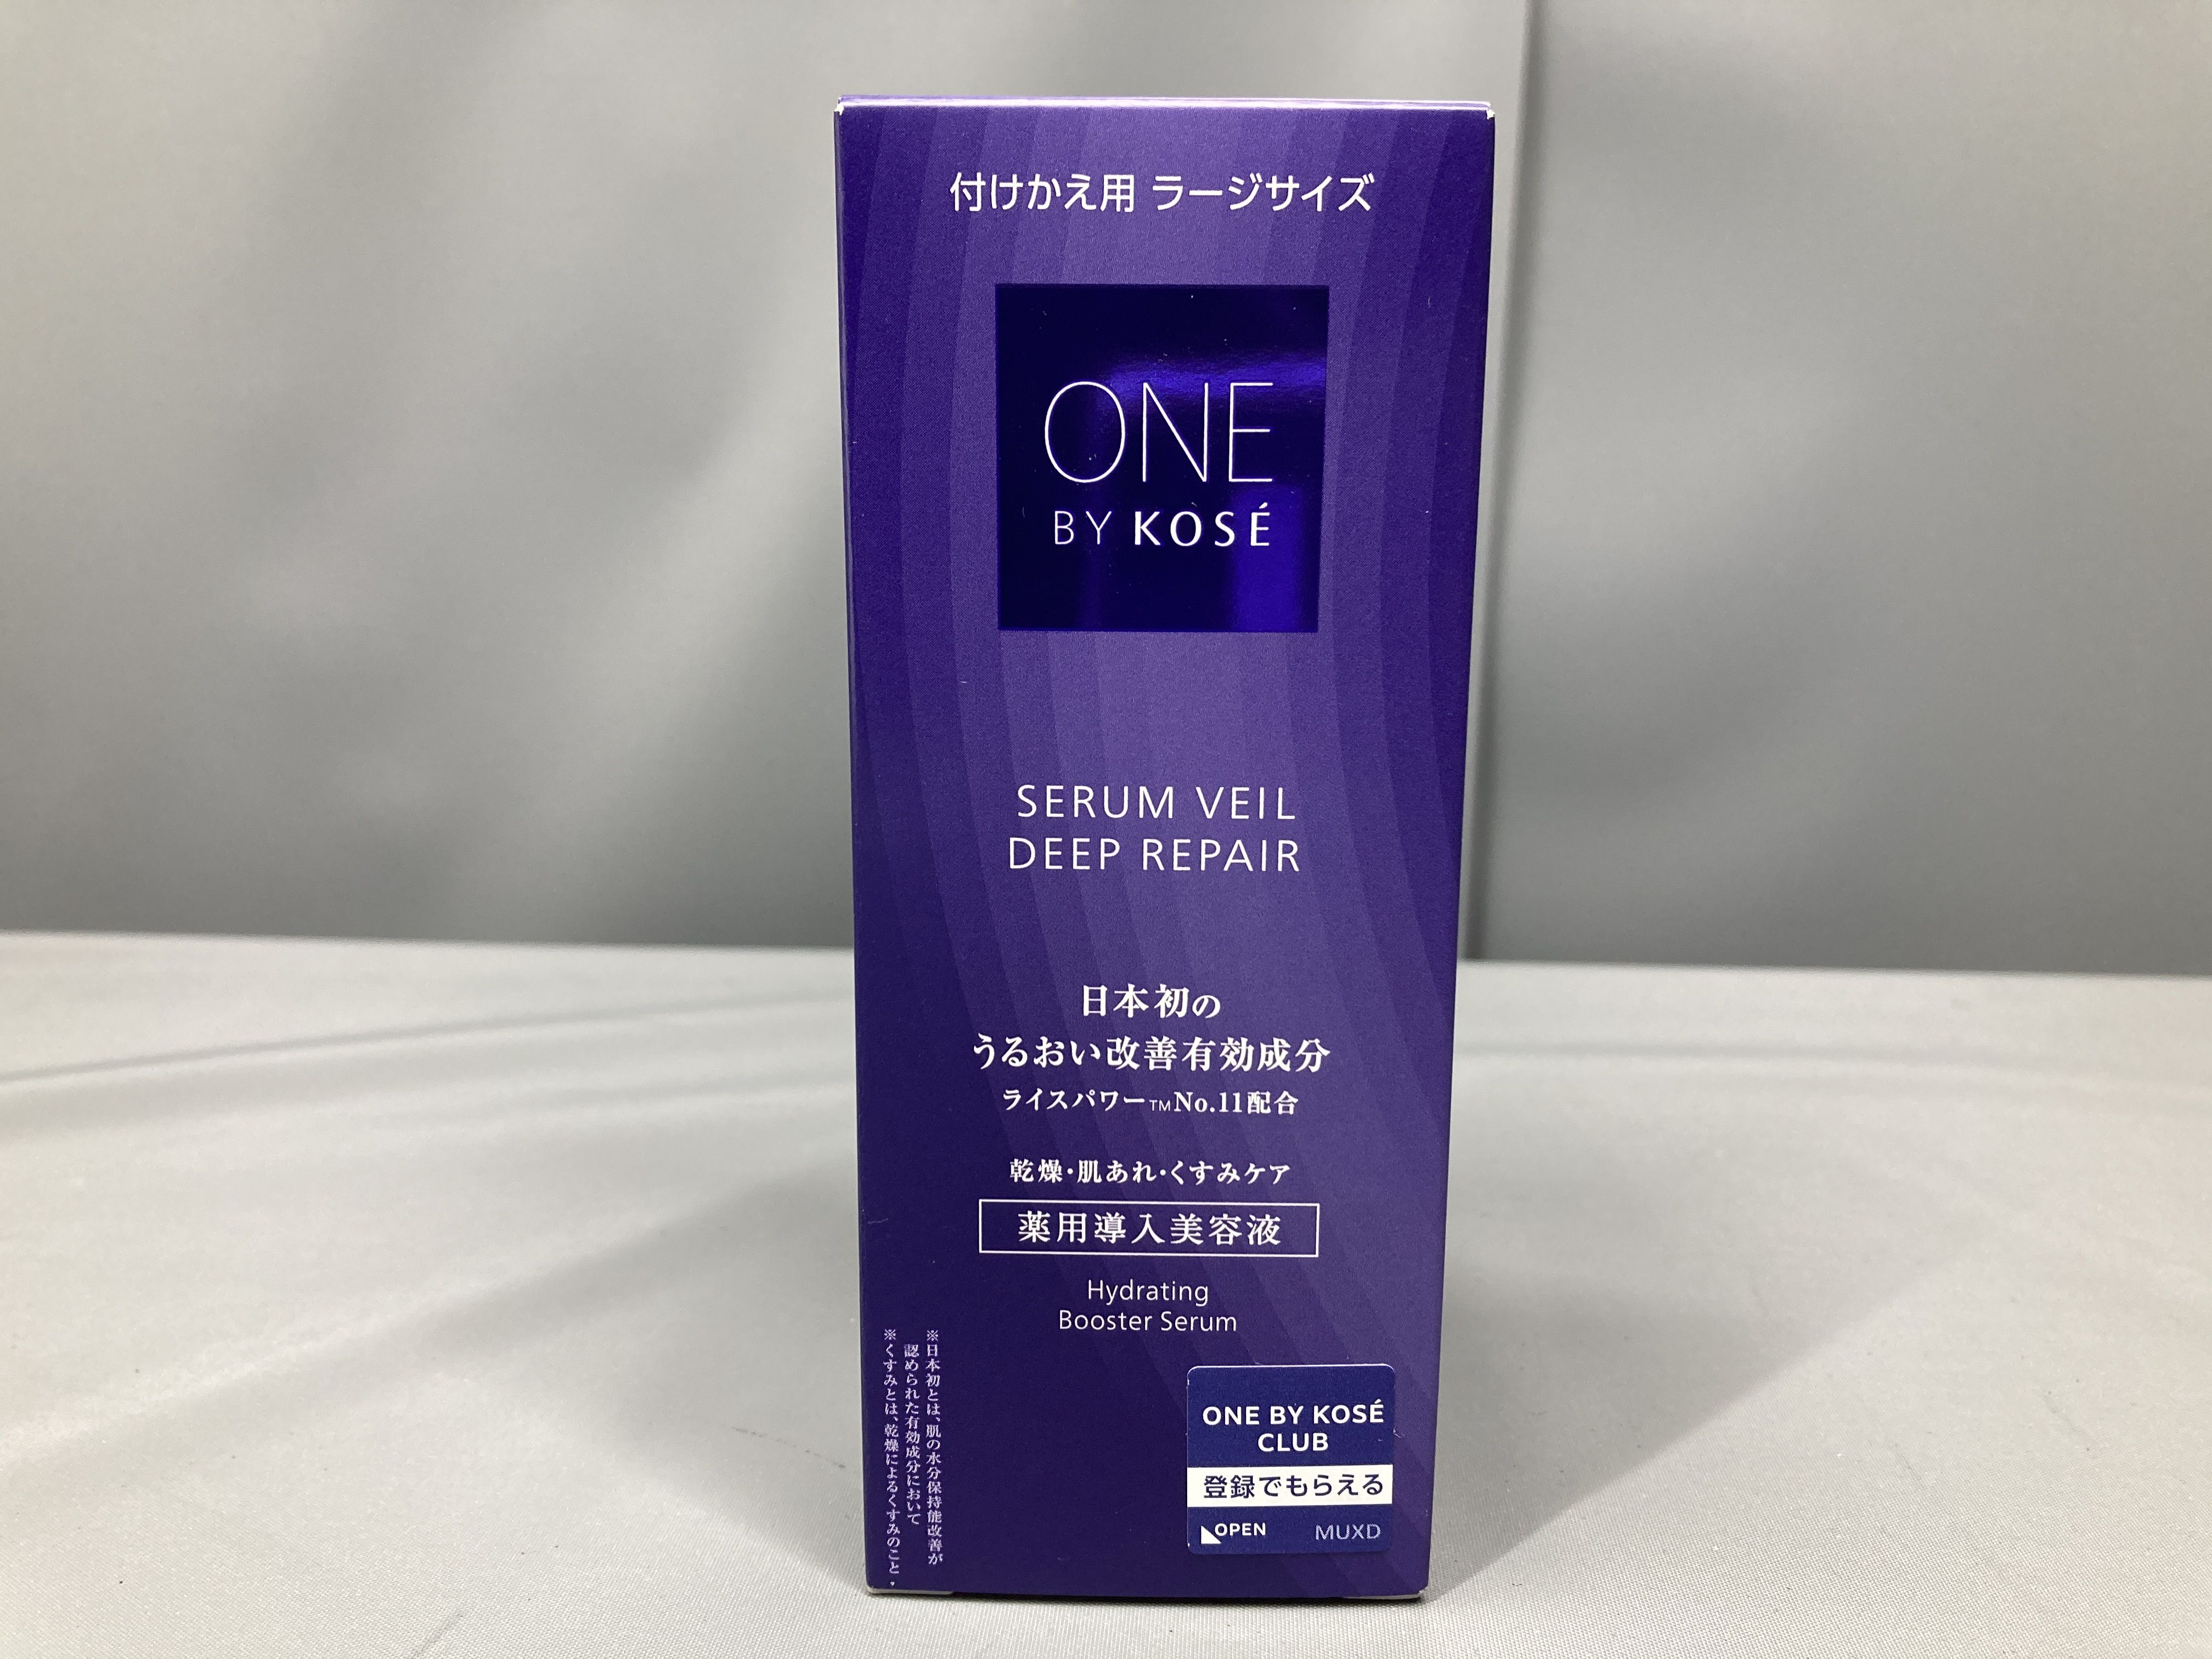 付けかえ用 ラージサイズ
ONE
BY KOSÉ
SERUM VEIL
DEEP REPAIR
日本初の
うるおい改善有効成分
ライスパワー™No.11配合
乾燥・肌あれ・くすみケア
薬用導入美容液
Hydrating
Booster Serum
※日本初とは、肌の水分保持能改善が
認められた有効成分において
※くすみとは、乾燥によるくすみのこと
ONE BY KOSÉ
CLUB
登録でもらえる
OPEN MUXD